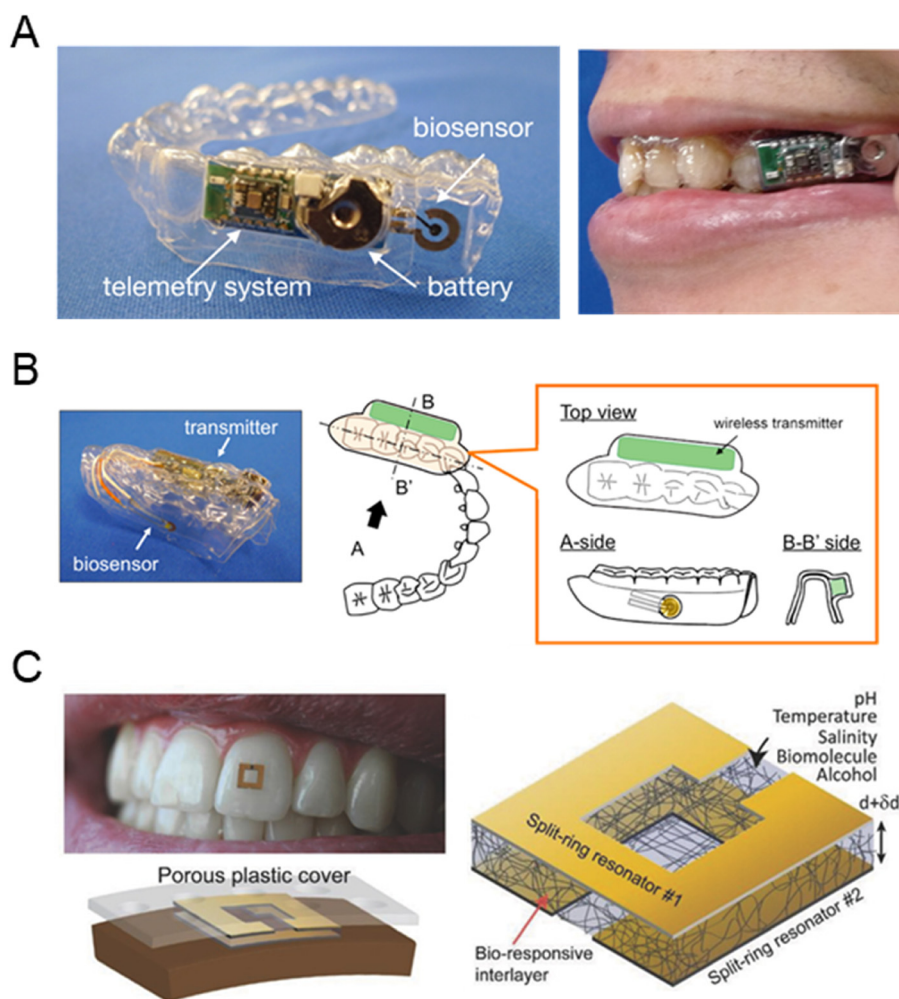 A
biosensor
telemetry system
battery
B
transmitter
biosensor
B
B'
A
Top view
wireless transmitter
A-side
B-B' side
C
Porous plastic cover
pH
Temperature
Salinity
Biomolecule
Alcohol
d+δd
Split-ring resonator #1
Split-ring resonator #2
Bio-responsive
interlayer